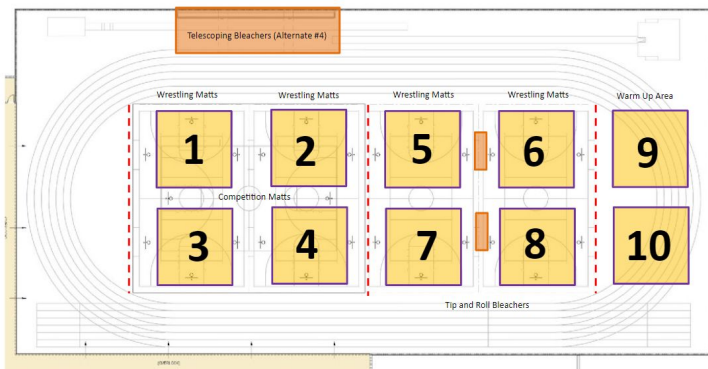 Telescoping Bleachers (Alternate #4)
Wrestling Matts
Wrestling Matts
Wrestling Matts
Wrestling Matts
Warm Up Area
1
2
5
6
9
Competition Matts
3
4
7
8
10
Tip and Roll Bleachers